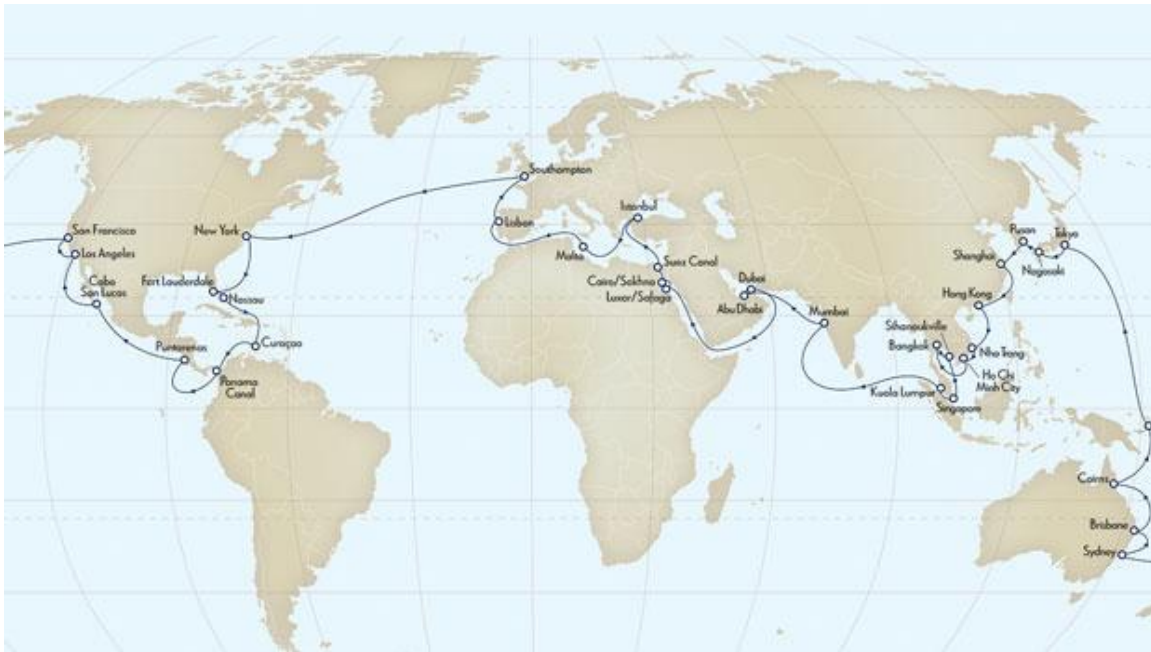 Southampton
San Francisco
New York
Los Angeles
Lisbon
Istanbul
Malta
Cabo
San Lucas
Fort Lauderdale
Nassau
Suez Canal
Cairo/Sokhna
Luxor/Safaga
Dubai
Abu Dhabi
Mumbai
Shanghai
Pusan
Tokyo
Nagasaki
Hong Kong
Sihanoukville
Bangkok
Nha Trang
Ho Chi
Minh City
Puntarenas
Curaçao
Panama
Canal
Kuala Lumpur
Singapore
Cairns
Brisbane
Sydney